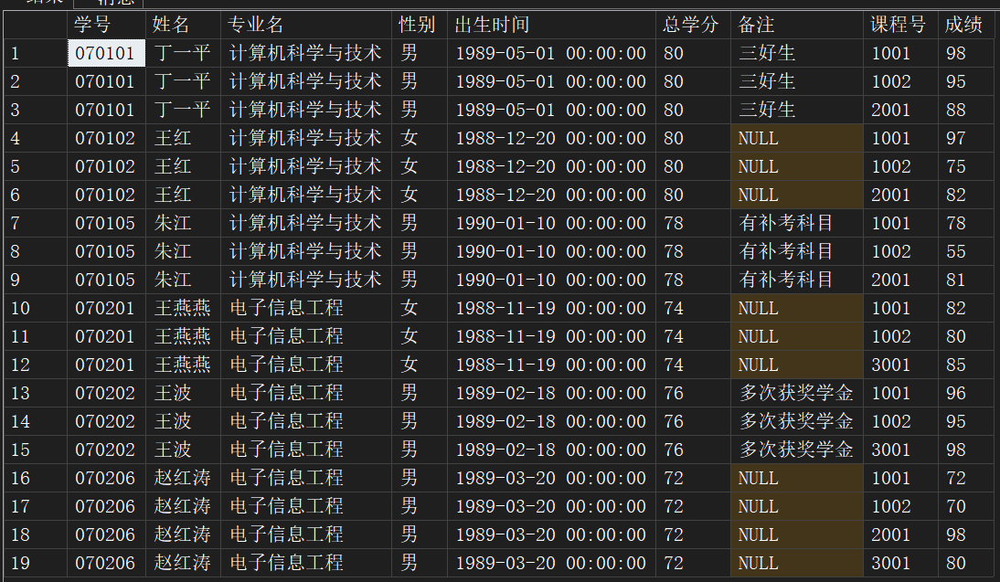 结果 消息
学号 姓名 专业名 性别 出生时间 总学分 备注 课程号 成绩
1 070101 丁一平 计算机科学与技术 男 1989-05-01 00:00:00 80 三好生 1001 98
2 070101 丁一平 计算机科学与技术 男 1989-05-01 00:00:00 80 三好生 1002 95
3 070101 丁一平 计算机科学与技术 男 1989-05-01 00:00:00 80 三好生 2001 88
4 070102 王红 计算机科学与技术 女 1988-12-20 00:00:00 80 NULL 1001 97
5 070102 王红 计算机科学与技术 女 1988-12-20 00:00:00 80 NULL 1002 75
6 070102 王红 计算机科学与技术 女 1988-12-20 00:00:00 80 NULL 2001 82
7 070105 朱江 计算机科学与技术 男 1990-01-10 00:00:00 78 有补考科目 1001 78
8 070105 朱江 计算机科学与技术 男 1990-01-10 00:00:00 78 有补考科目 1002 55
9 070105 朱江 计算机科学与技术 男 1990-01-10 00:00:00 78 有补考科目 2001 81
10 070201 王燕燕 电子信息工程 女 1988-11-19 00:00:00 74 NULL 1001 82
11 070201 王燕燕 电子信息工程 女 1988-11-19 00:00:00 74 NULL 1002 80
12 070201 王燕燕 电子信息工程 女 1988-11-19 00:00:00 74 NULL 3001 85
13 070202 王波 电子信息工程 男 1989-02-18 00:00:00 76 多次获奖学金 1001 96
14 070202 王波 电子信息工程 男 1989-02-18 00:00:00 76 多次获奖学金 1002 95
15 070202 王波 电子信息工程 男 1989-02-18 00:00:00 76 多次获奖学金 3001 98
16 070206 赵红涛 电子信息工程 男 1989-03-20 00:00:00 72 NULL 1001 72
17 070206 赵红涛 电子信息工程 男 1989-03-20 00:00:00 72 NULL 1002 70
18 070206 赵红涛 电子信息工程 男 1989-03-20 00:00:00 72 NULL 2001 98
19 070206 赵红涛 电子信息工程 男 1989-03-20 00:00:00 72 NULL 3001 80